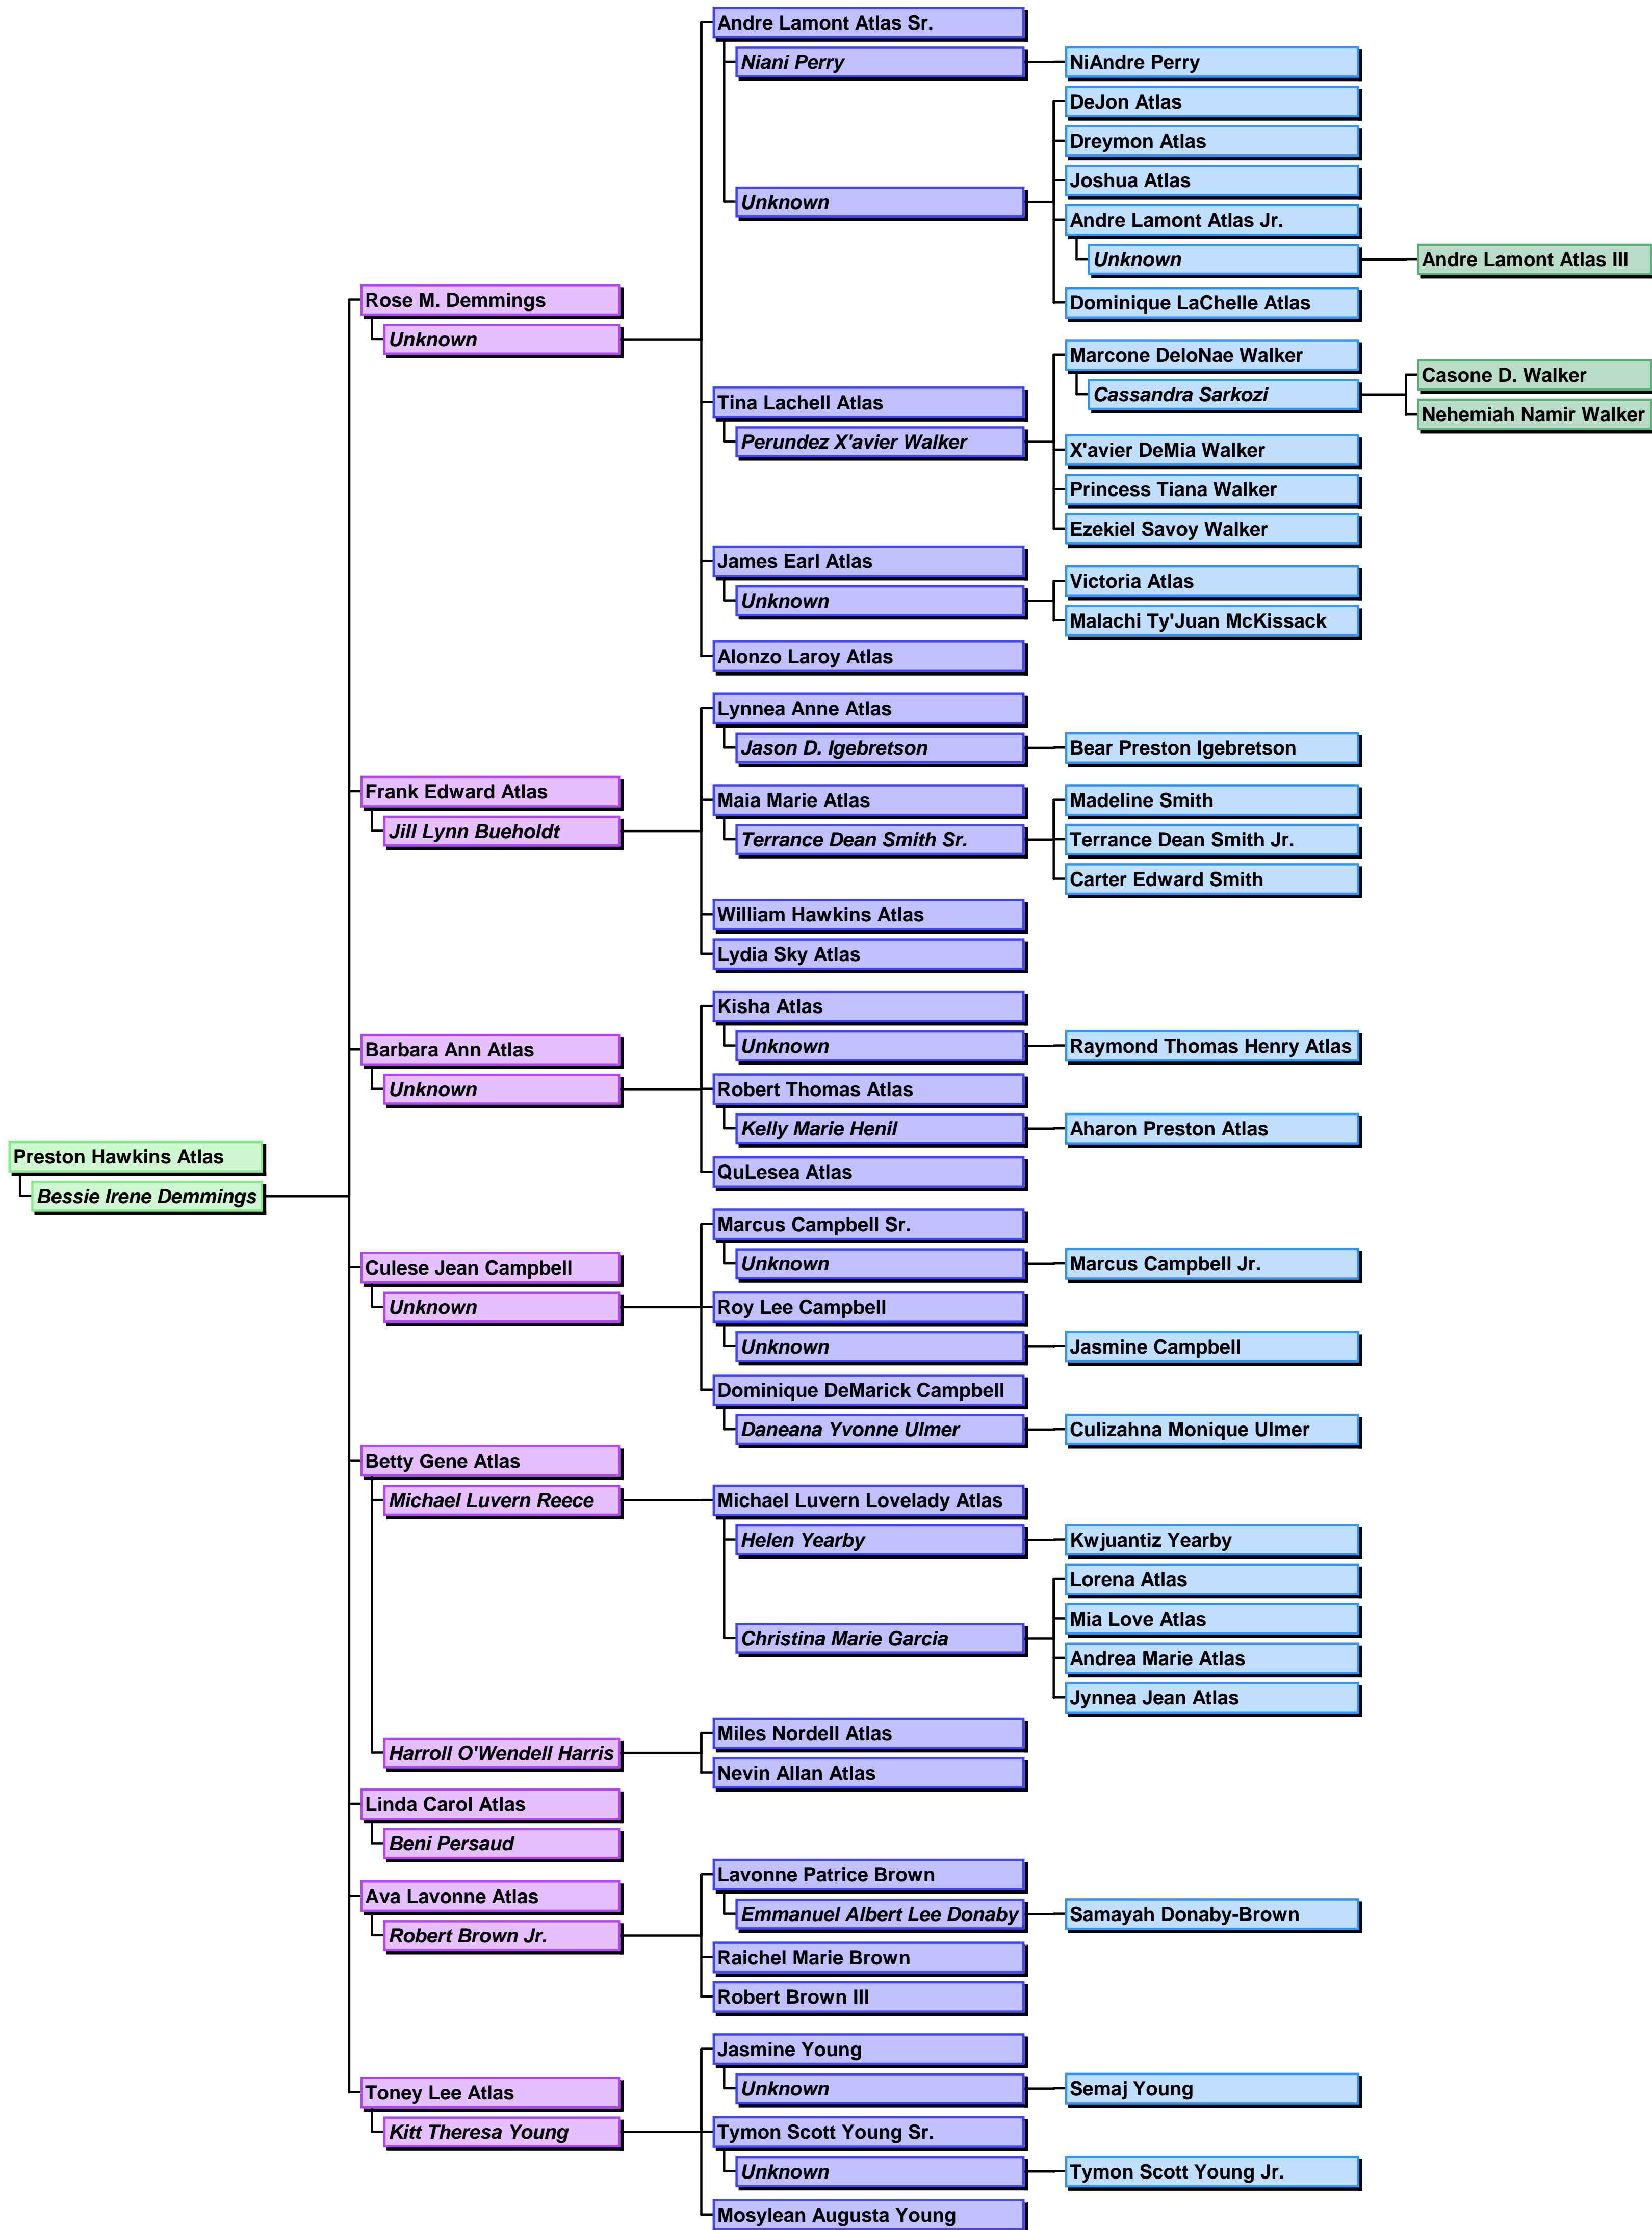 Andre Lamont Atlas Sr.
Niani Perry
NiAndre Perry
DeJon Atlas
Dreymon Atlas
Joshua Atlas
Unknown
Andre Lamont Atlas Jr.
Unknown
Andre Lamont Atlas III
Rose M. Demmings
Dominique LaChelle Atlas
Unknown
Marcone DeloNae Walker
Casone D. Walker
Cassandra Sarkozi
Tina Lachell Atlas
Nehemiah Namir Walker
Perundez X'avier Walker
X'avier DeMia Walker
Princess Tiana Walker
Ezekiel Savoy Walker
James Earl Atlas
Victoria Atlas
Unknown
Malachi Ty'Juan McKissack
Alonzo Laroy Atlas
Lynnea Anne Atlas
Jason D. Igebretson
Bear Preston Igebretson
Frank Edward Atlas
Maia Marie Atlas
Madeline Smith
Jill Lynn Bueholdt
Terrance Dean Smith Sr.
Terrance Dean Smith Jr.
Carter Edward Smith
William Hawkins Atlas
Lydia Sky Atlas
Kisha Atlas
Barbara Ann Atlas
Unknown
Raymond Thomas Henry Atlas
Unknown
Robert Thomas Atlas
Kelly Marie Henil
Aharon Preston Atlas
Preston Hawkins Atlas
QuLesea Atlas
Bessie Irene Demmings
Marcus Campbell Sr.
Culese Jean Campbell
Unknown
Marcus Campbell Jr.
Unknown
Roy Lee Campbell
Unknown
Jasmine Campbell
Dominique DeMarick Campbell
Daneana Yvonne Ulmer
Culizahna Monique Ulmer
Betty Gene Atlas
Michael Luvern Reece
Michael Luvern Lovelady Atlas
Helen Yearby
Kwjuantiz Yearby
Lorena Atlas
Mia Love Atlas
Christina Marie Garcia
Andrea Marie Atlas
Jynnea Jean Atlas
Miles Nordell Atlas
Harroll O'Wendell Harris
Nevin Allan Atlas
Linda Carol Atlas
Beni Persaud
Lavonne Patrice Brown
Ava Lavonne Atlas
Emmanuel Albert Lee Donaby
Samayah Donaby-Brown
Robert Brown Jr.
Raichel Marie Brown
Robert Brown III
Jasmine Young
Toney Lee Atlas
Unknown
Semaj Young
Kitt Theresa Young
Tymon Scott Young Sr.
Unknown
Tymon Scott Young Jr.
Mosylean Augusta Young